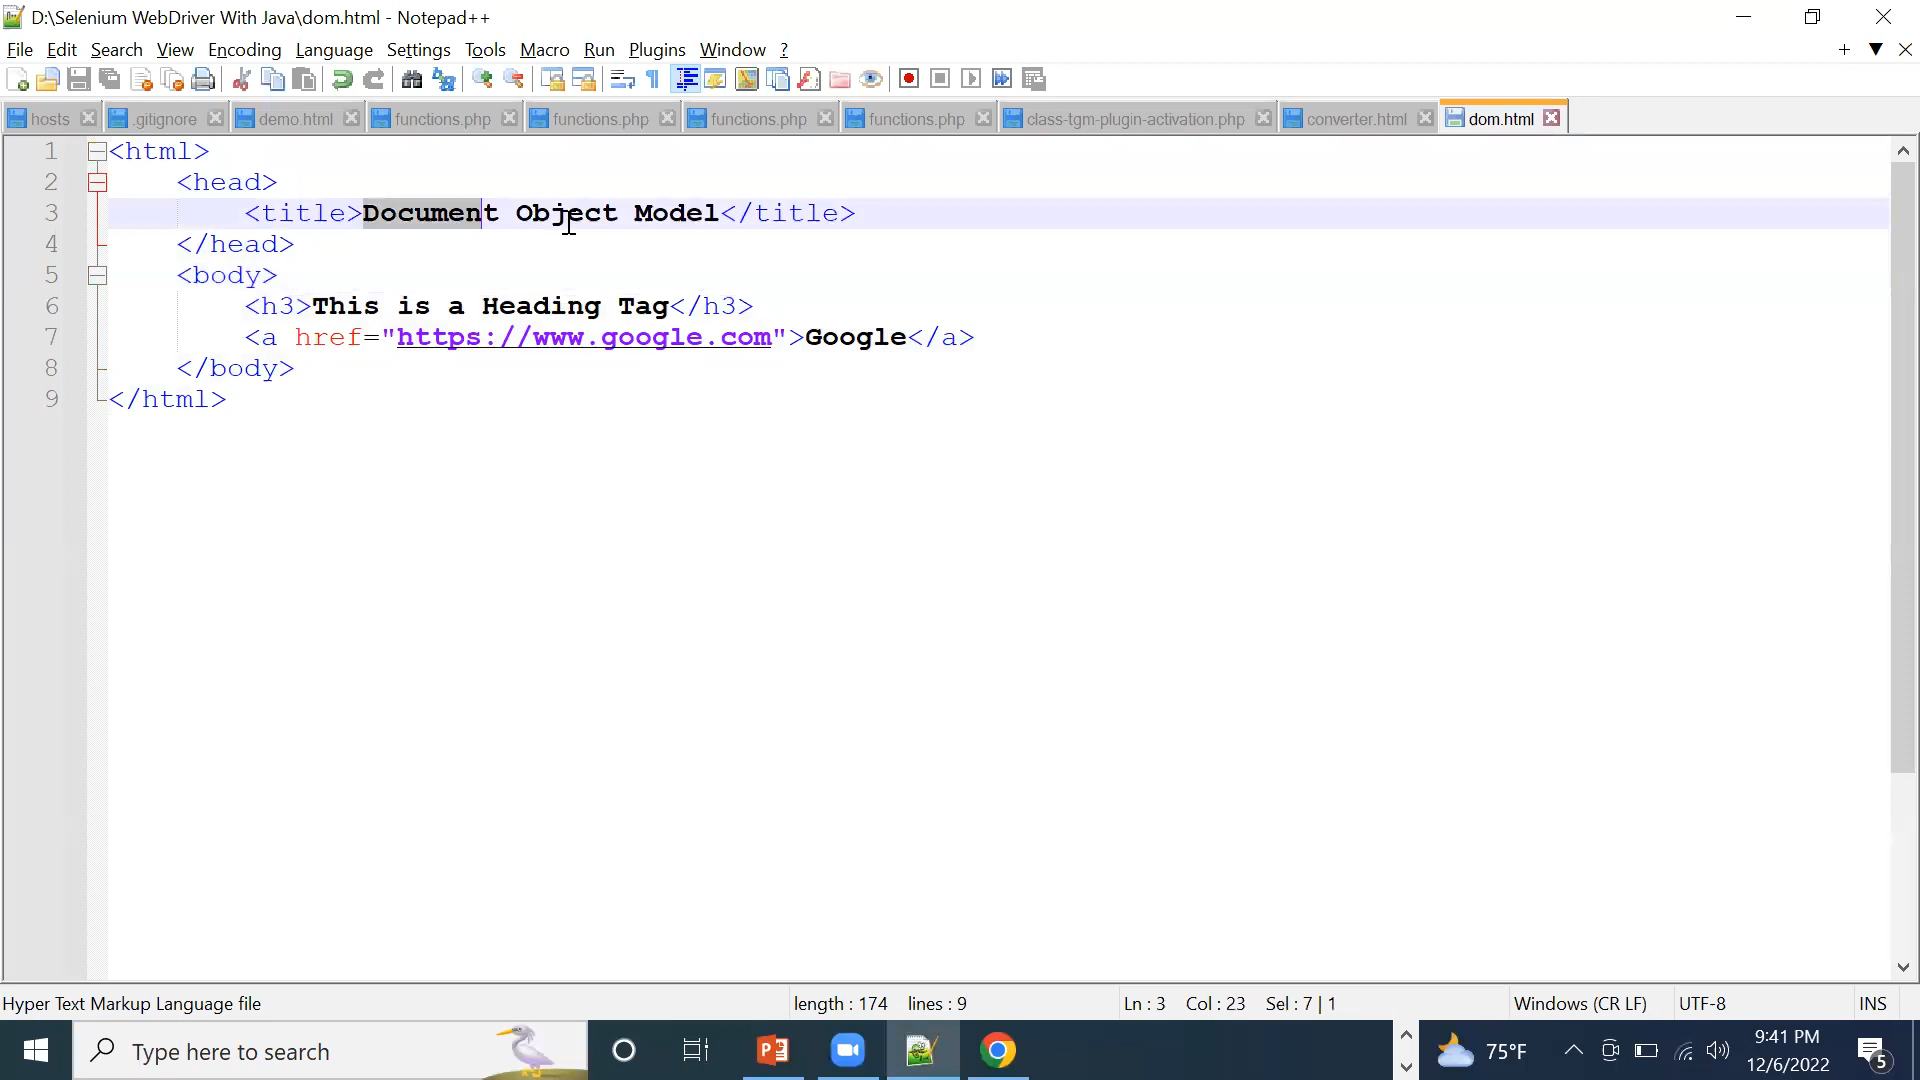 D:\Selenium WebDriver With Java\dom.html - Notepad++
File Edit Search View Encoding Language Settings Tools Macro Run Plugins Window ?
hosts .gitignore demo.html functions.php functions.php functions.php functions.php class-tgm-plugin-activation.php converter.html dom.html
1 <html>
2 <head>
3 <title>Document Object Model</title>
4 </head>
5 <body>
6 <h3>This is a Heading Tag</h3>
7 <a href="https://www.google.com">Google</a>
8 </body>
9 </html>
Hyper Text Markup Language file length : 174 lines : 9 Ln : 3 Col : 23 Sel : 7 | 1 Windows (CR LF) UTF-8 INS
Type here to search 75°F 9:41 PM 5
12/6/2022